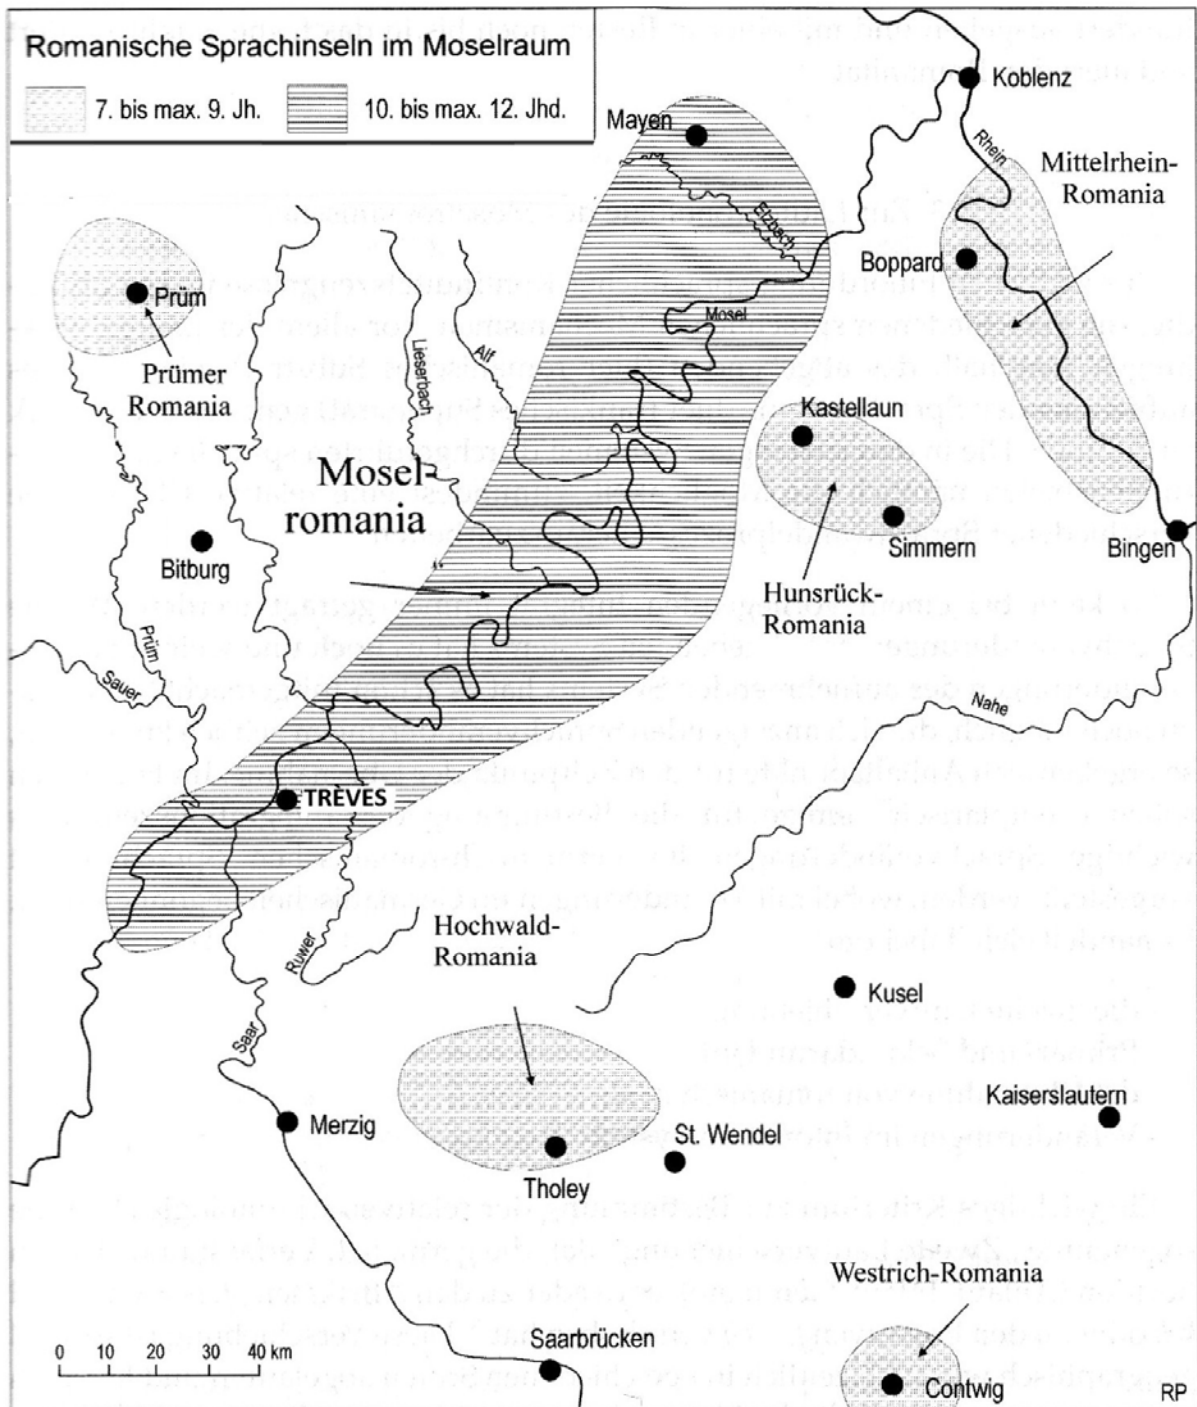 Romanische Sprachinseln im Moselraum
7. bis max. 9. Jh.
10. bis max. 12. Jhd.
Koblenz
Mayen
Rhein
Mittelrhein-
Romania
Elzbach
Boppard
Prüm
Mosel
Prümer
Romania
Lieserbach
Alf
Kastellaun
Mosel-
romania
Simmern
Bingen
Bitburg
Hunsrück-
Romania
Prüm
Sauer
Nahe
TRÈVES
Hochwald-
Romania
Ruwer
Saar
Kusel
Kaiserslautern
Merzig
St. Wendel
Tholey
Westrich-Romania
Saarbrücken
0 10 20 30 40 km
Contwig
RP